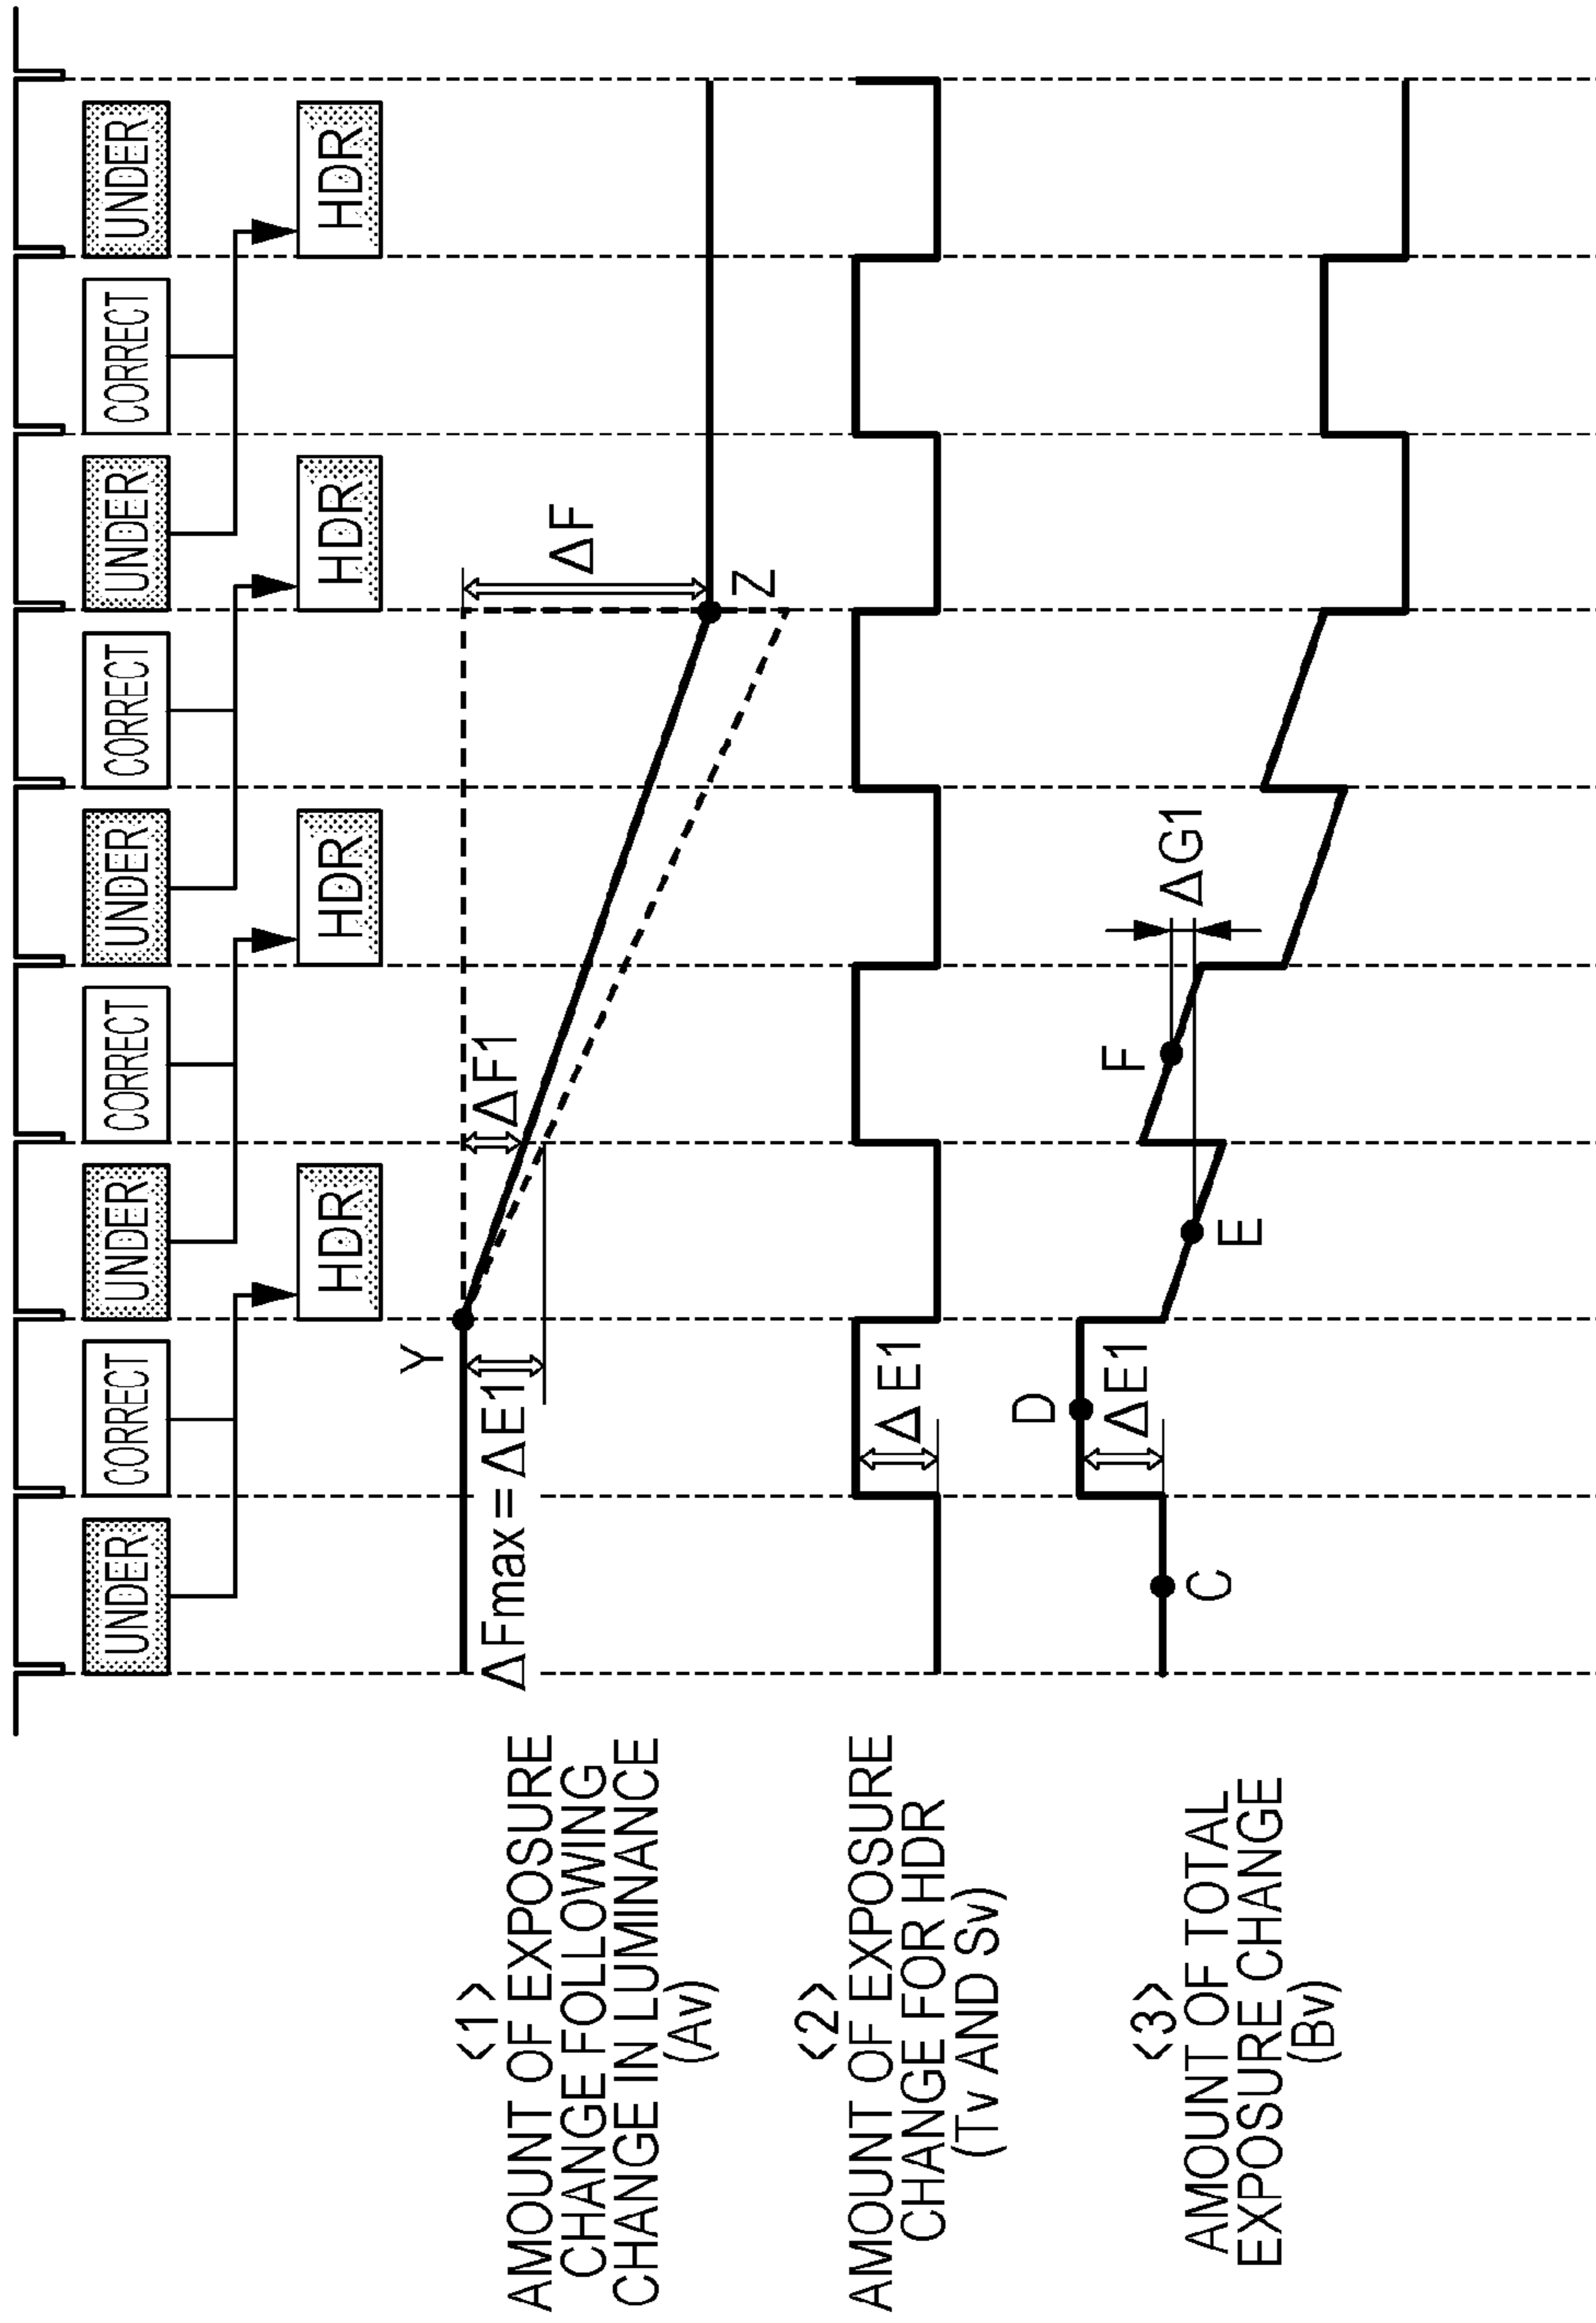 UNDER
CORRECT
UNDER
CORRECT
UNDER
CORRECT
UNDER
CORRECT
UNDER
HDR
HDR
HDR
HDR
<1>
AMOUNT OF EXPOSURE
CHANGE FOLLOWING
CHANGE IN LUMINANCE
(Av)
Y
ΔFmax=ΔE1
ΔF1
ΔF
Z
<2>
AMOUNT OF EXPOSURE
CHANGE FOR HDR
(Tv AND Sv)
ΔE1
<3>
AMOUNT OF TOTAL
EXPOSURE CHANGE
(Bv)
C
D
ΔE1
E
F
ΔG1